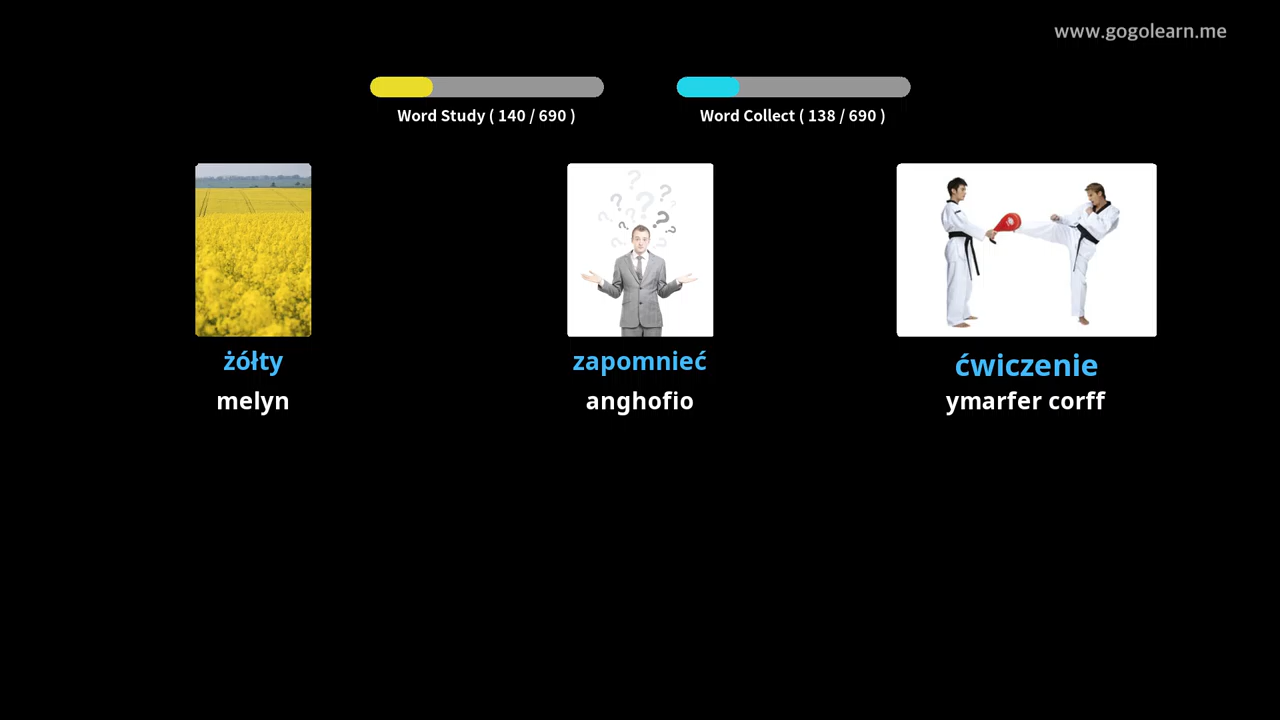 www.gogolearn.me
Word Study ( 140 / 690 )
Word Collect ( 138 / 690 )
żółty
zapomnieć
ćwiczenie
melyn
anghofio
ymarfer corff